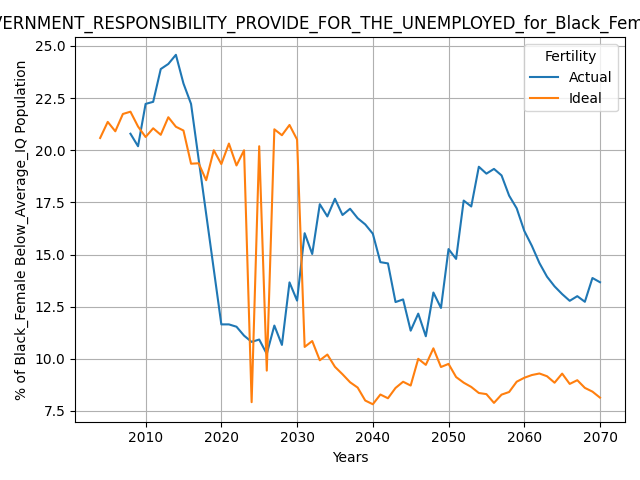 VERNMENT_RESPONSIBILITY_PROVIDE_FOR_THE_UNEMPLOYED_for_Black_Fem
% of Black_Female Below_Average_IQ Population
25.0
22.5
20.0
17.5
15.0
12.5
10.0
7.5
Fertility
Actual
Ideal
2010 2020 2030 2040 2050 2060 2070
Years